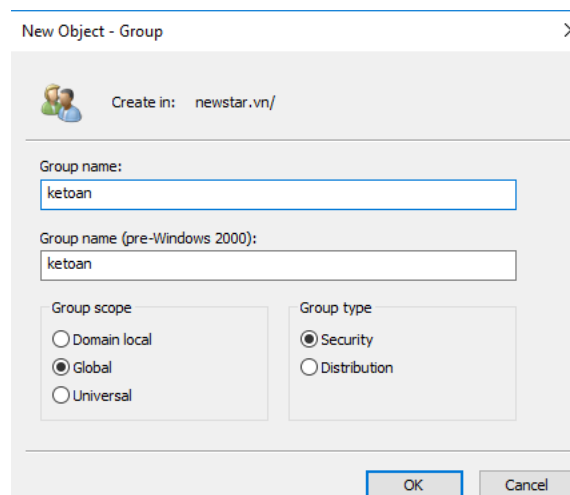 New Object - Group
Create in: newstar.vn/
Group name:
ketoan
Group name (pre-Windows 2000):
ketoan
Group scope
Domain local
Global
Universal
Group type
Security
Distribution
OK
Cancel